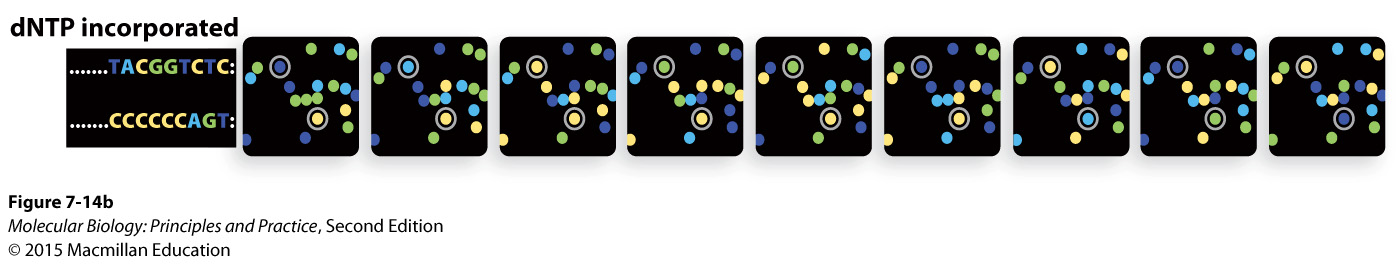 dNTP incorporated
.......TACGGTCTC:
.......CCCCCCAGT:
Figure 7-14b
Molecular Biology: Principles and Practice, Second Edition
© 2015 Macmillan Education